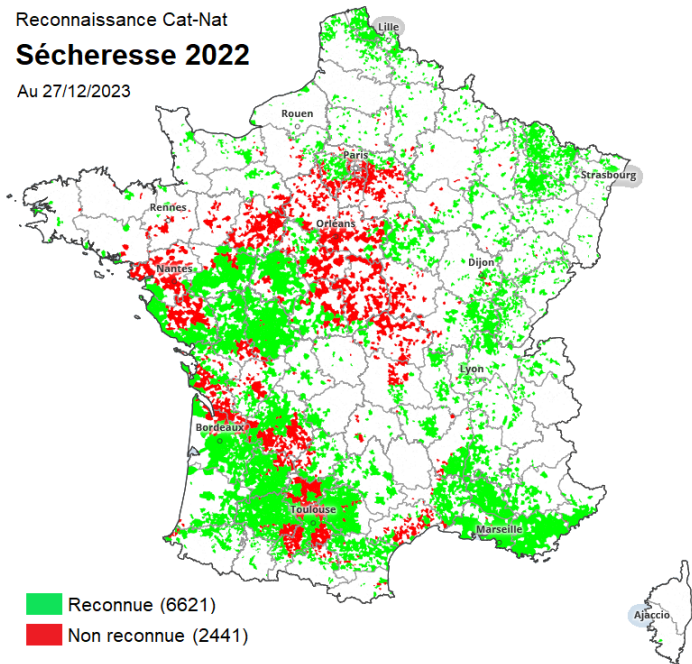 Reconnaissance Cat-Nat
Sécheresse 2022
Au 27/12/2023
Lille
Rouen
Paris
Strasbourg
Rennes
Orléans
Nantes
Dijon
Lyon
Bordeaux
Toulouse
Marseille
Ajaccio
Reconnue (6621)
Non reconnue (2441)